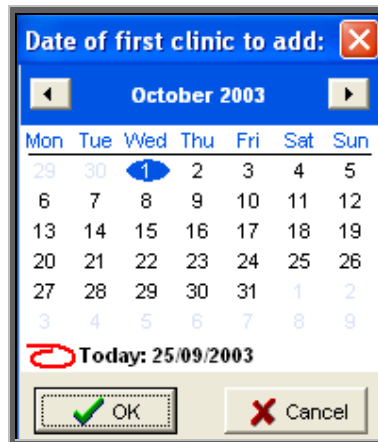 Date of first clinic to add:
October 2003
Mon Tue Wed Thu Fri Sat Sun
29 30 1 2 3 4 5
6 7 8 9 10 11 12
13 14 15 16 17 18 19
20 21 22 23 24 25 26
27 28 29 30 31 1 2
3 4 5 6 7 8 9
Today: 25/09/2003
OK Cancel